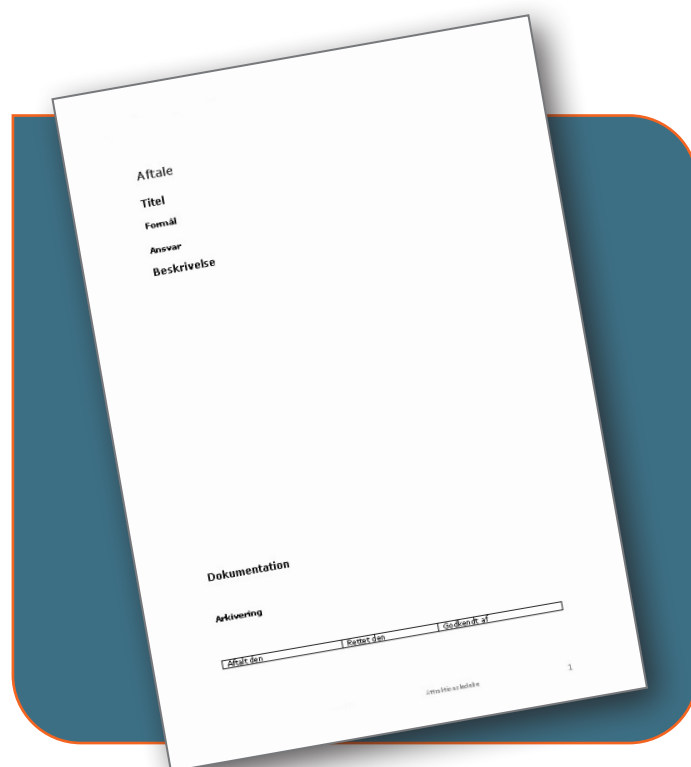 Aftale
Titel
Formål
Ansvar
Beskrivelse
Dokumentation
Arkivering
Aftalt den Rettet den Godkendt af
1